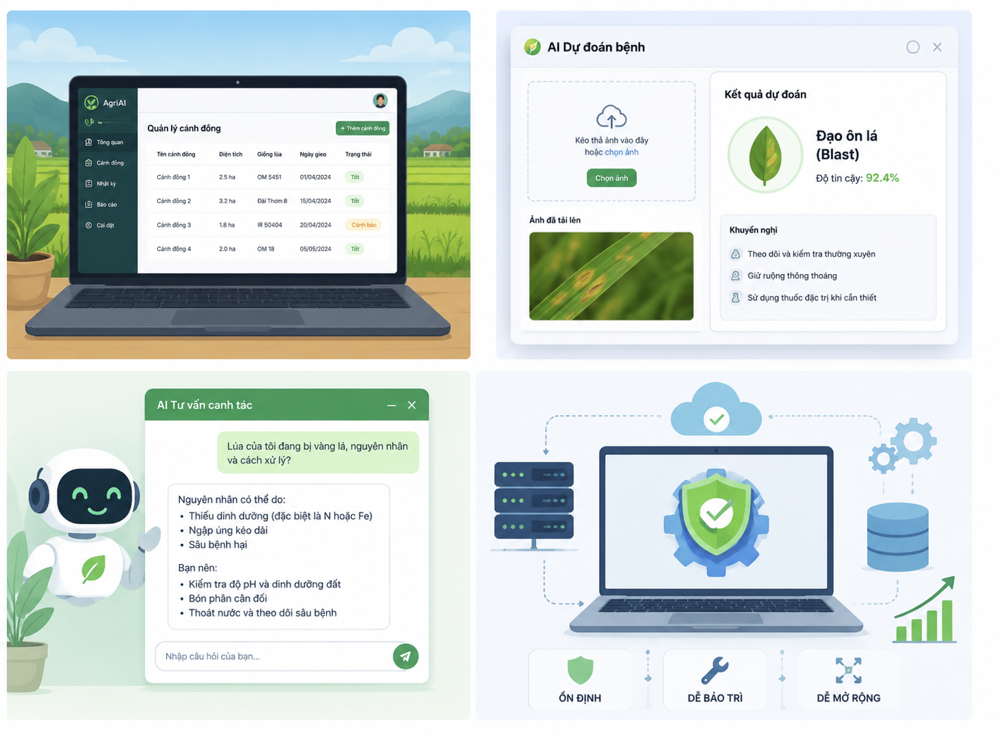 AgriAI
Tổng quan
Cánh đồng
Nhật ký
Báo cáo
Cài đặt
Quản lý cánh đồng
+ Thêm cánh đồng
Tên cánh đồng Diện tích Giống lúa Ngày gieo Trạng thái
Cánh đồng 1 2.5 ha OM 5451 01/04/2024 Tốt
Cánh đồng 2 3.2 ha Đài Thơm 8 15/04/2024 Tốt
Cánh đồng 3 1.8 ha IR 50404 20/04/2024 Cảnh báo
Cánh đồng 4 2.0 ha OM 18 05/05/2024 Tốt
AI Dự đoán bệnh
Kéo thả ảnh vào đây
hoặc chọn ảnh
Chọn ảnh
Ảnh đã tải lên
Kết quả dự đoán
Đạo ôn lá
(Blast)
Độ tin cậy: 92.4%
Khuyến nghị
Theo dõi và kiểm tra thường xuyên
Giữ ruộng thông thoáng
Sử dụng thuốc đặc trị khi cần thiết
AI Tư vấn canh tác
Lúa của tôi đang bị vàng lá, nguyên nhân
và cách xử lý?
Nguyên nhân có thể do:
• Thiếu dinh dưỡng (đặc biệt là N hoặc Fe)
• Ngập úng kéo dài
• Sâu bệnh hại
Bạn nên:
• Kiểm tra độ pH và dinh dưỡng đất
• Bón phân cân đối
• Thoát nước và theo dõi sâu bệnh
Nhập câu hỏi của bạn...
ỔN ĐỊNH
DỄ BẢO TRÌ
DỄ MỞ RỘNG